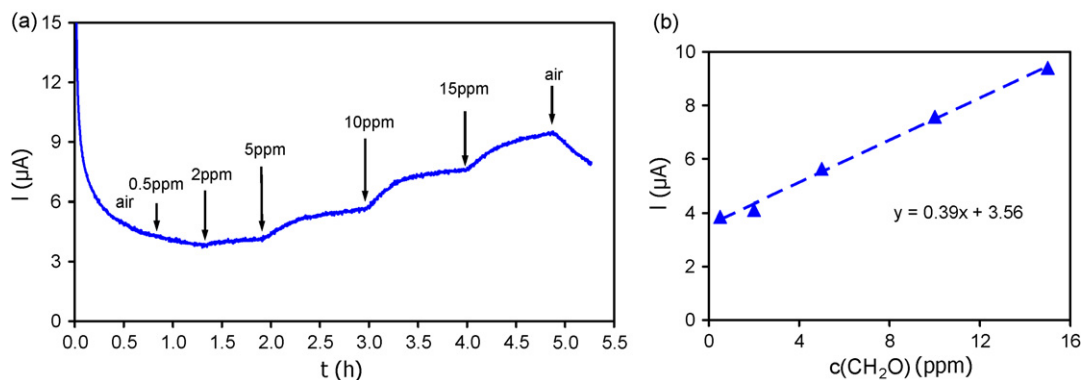 (a)
15
12
9
6
3
0
I (μA)
air
0.5ppm
2ppm
5ppm
10ppm
15ppm
air
0.0 0.5 1.0 1.5 2.0 2.5 3.0 3.5 4.0 4.5 5.0 5.5
t (h)
(b)
10
8
6
4
2
0
I (μA)
y = 0.39x + 3.56
0 4 8 12 16
c(CH₂O) (ppm)